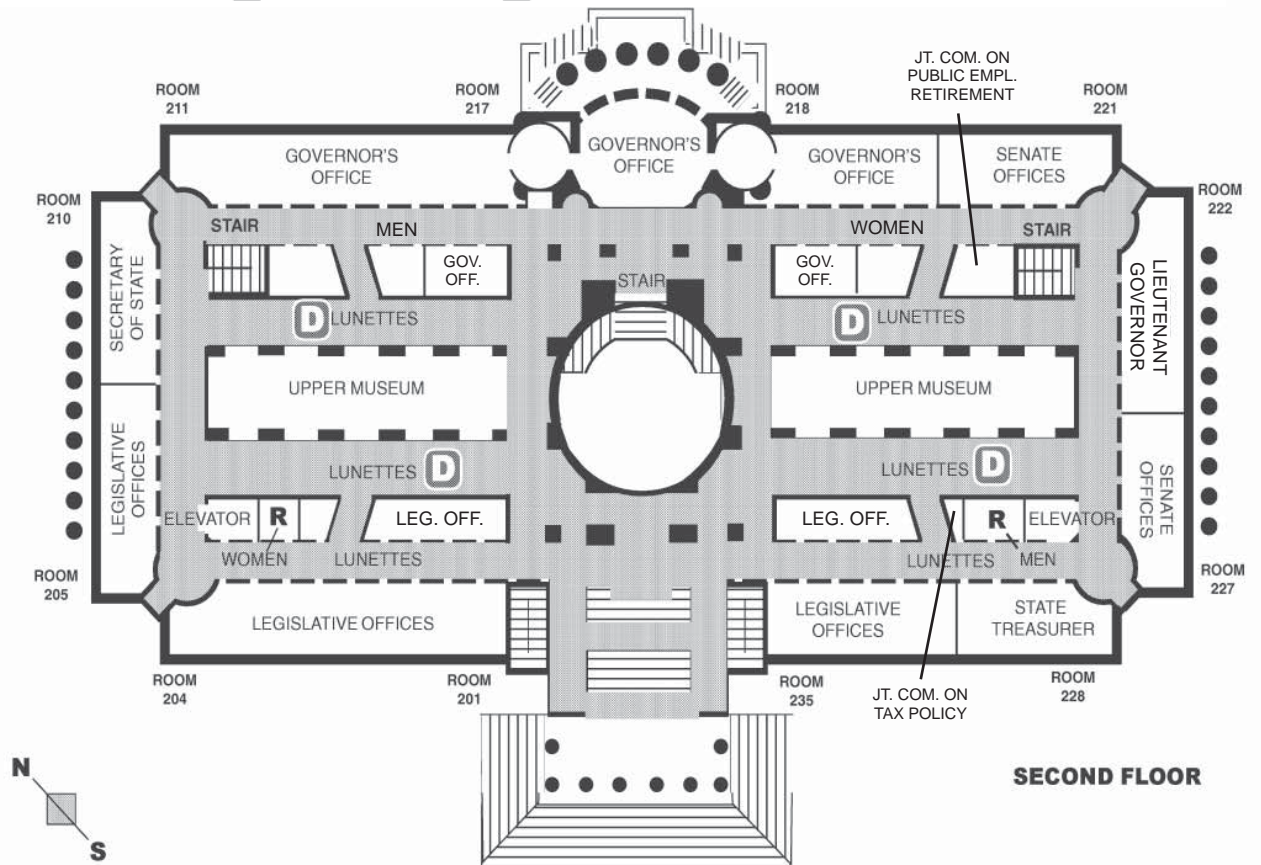 JT. COM. ON
PUBLIC EMPL.
RETIREMENT
ROOM
211
ROOM
217
ROOM
218
ROOM
221
GOVERNOR'S
OFFICE
GOVERNOR'S
OFFICE
GOVERNOR'S
OFFICE
SENATE
OFFICES
ROOM
210
ROOM
222
STAIR
MEN
WOMEN
STAIR
SECRETARY
OF STATE
GOV.
OFF.
STAIR
GOV.
OFF.
LIEUTENANT
GOVERNOR
D
LUNETTES
D
LUNETTES
UPPER MUSEUM
UPPER MUSEUM
LEGISLATIVE
OFFICES
LUNETTES
D
LUNETTES
D
SENATE
OFFICES
ELEVATOR
R
LEG. OFF.
LEG. OFF.
R
ELEVATOR
WOMEN
LUNETTES
LUNETTES
MEN
ROOM
205
ROOM
227
LEGISLATIVE OFFICES
LEGISLATIVE
OFFICES
STATE
TREASURER
ROOM
204
ROOM
201
ROOM
235
JT. COM. ON
TAX POLICY
ROOM
228
N
S
SECOND FLOOR